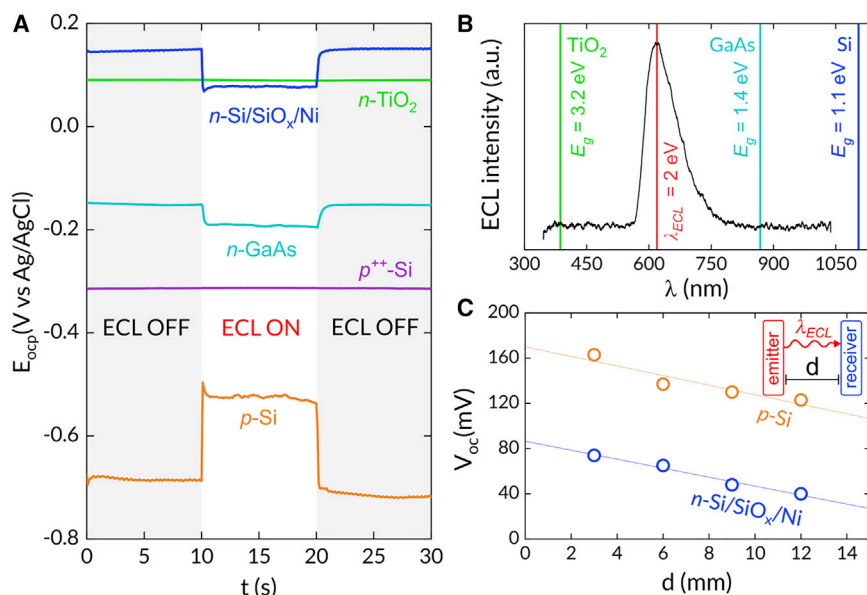 A
0.2
0.0
-0.2
-0.4
-0.6
-0.8
E_ocp(V vs Ag/AgCl)
n-TiO₂
n-Si/SiOₓ/Ni
n-GaAs
p⁺⁺-Si
ECL OFF ECL ON ECL OFF
p-Si
0 5 10 15 20 25 30
t (s)
B
ECL intensity (a.u.)
TiO₂
E_g = 3.2 eV
λ_ECL = 2 eV
GaAs
E_g = 1.4 eV
Si
E_g = 1.1 eV
300 450 600 750 900 1050
λ (nm)
C
200
160
120
80
40
0
V_oc(mV)
emitter
λ_ECL
d
receiver
p-Si
n-Si/SiOₓ/Ni
0 2 4 6 8 10 12 14
d (mm)